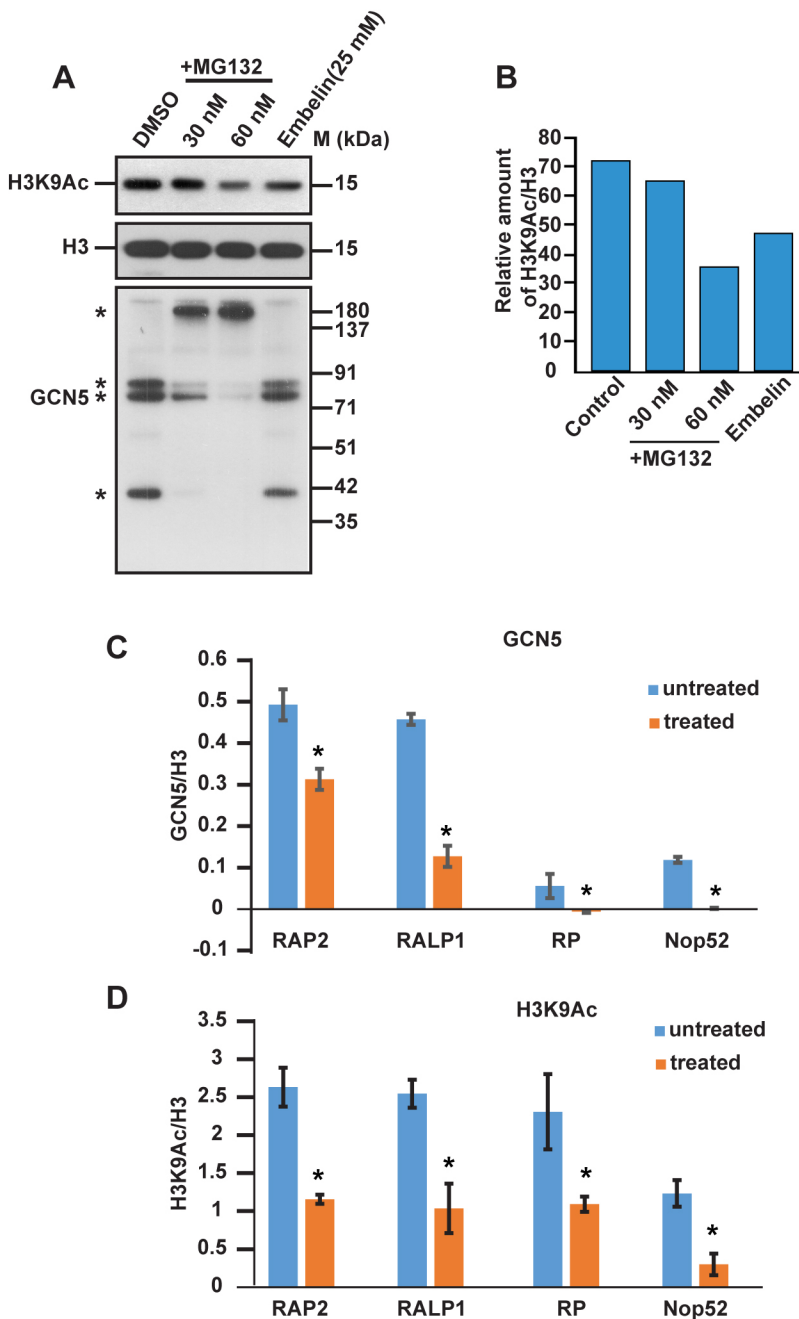 A
+MG132
DMSO
30 nM
60 nM
Embelin(25 mM)
M (kDa)
H3K9Ac
15
H3
15
*
180
137
91
*
GCN5
*
71
51
42
*
35
B
Relative amount
of H3K9Ac/H3
80
70
60
50
40
30
20
10
0
Control
30 nM
60 nM
Embelin
+MG132
C
GCN5
GCN5/H3
0.6
0.5
0.4
0.3
0.2
0.1
0
-0.1
untreated
treated
*
*
*
*
RAP2
RALP1
RP
Nop52
D
H3K9Ac
H3K9Ac/H3
3.5
3
2.5
2
1.5
1
0.5
0
untreated
treated
*
*
*
*
RAP2
RALP1
RP
Nop52